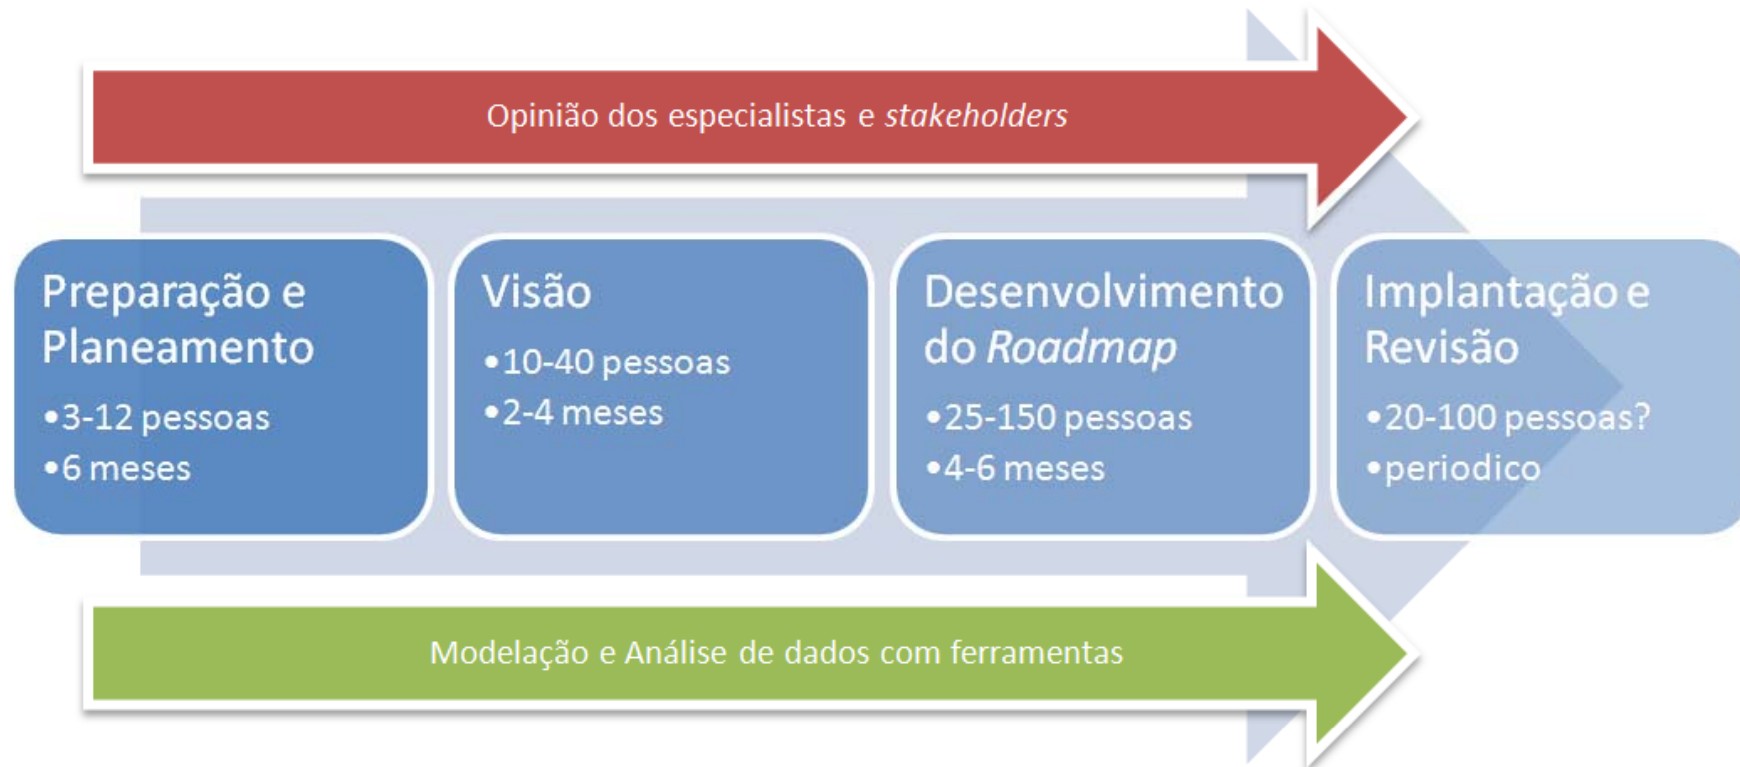 Opinião dos especialistas e stakeholders
Preparação e
Planeamento
•3-12 pessoas
•6 meses
Visão
•10-40 pessoas
•2-4 meses
Desenvolvimento
do Roadmap
•25-150 pessoas
•4-6 meses
Implantação e
Revisão
•20-100 pessoas?
•periodico
Modelação e Análise de dados com ferramentas